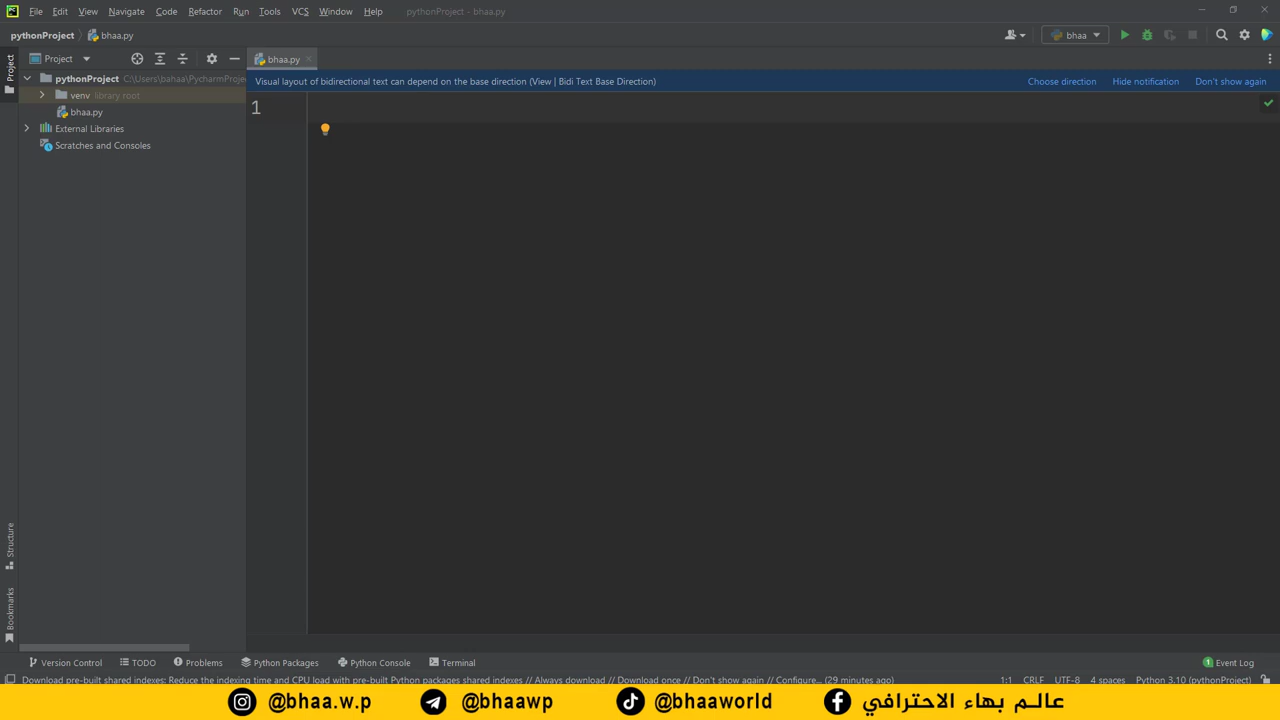 PC File Edit View Navigate Code Refactor Run Tools VCS Window Help pythonProject - bhaa.py
pythonProject bhaa.py bhaa
Project
Project bhaa.py
Visual layout of bidirectional text can depend on the base direction (View | Bidi Text Base Direction) Choose direction Hide notification Don't show again
pythonProject C:\Users\bahaa\PycharmProje
venv library root
bhaa.py
External Libraries
Scratches and Consoles
1
Structure
Bookmarks
Version Control TODO Problems Python Packages Python Console Terminal 1 Event Log
Download pre-built shared indexes: Reduce the indexing time and CPU load with pre-built Python packages shared indexes // Always download // Download once // Don't show again // Configure... (29 minutes ago) 1:1 CRLF UTF-8 4 spaces Python 3.10 (pythonProject)
@bhaa.w.p @bhaawp @bhaaworld عالم بهاء الاحترافي